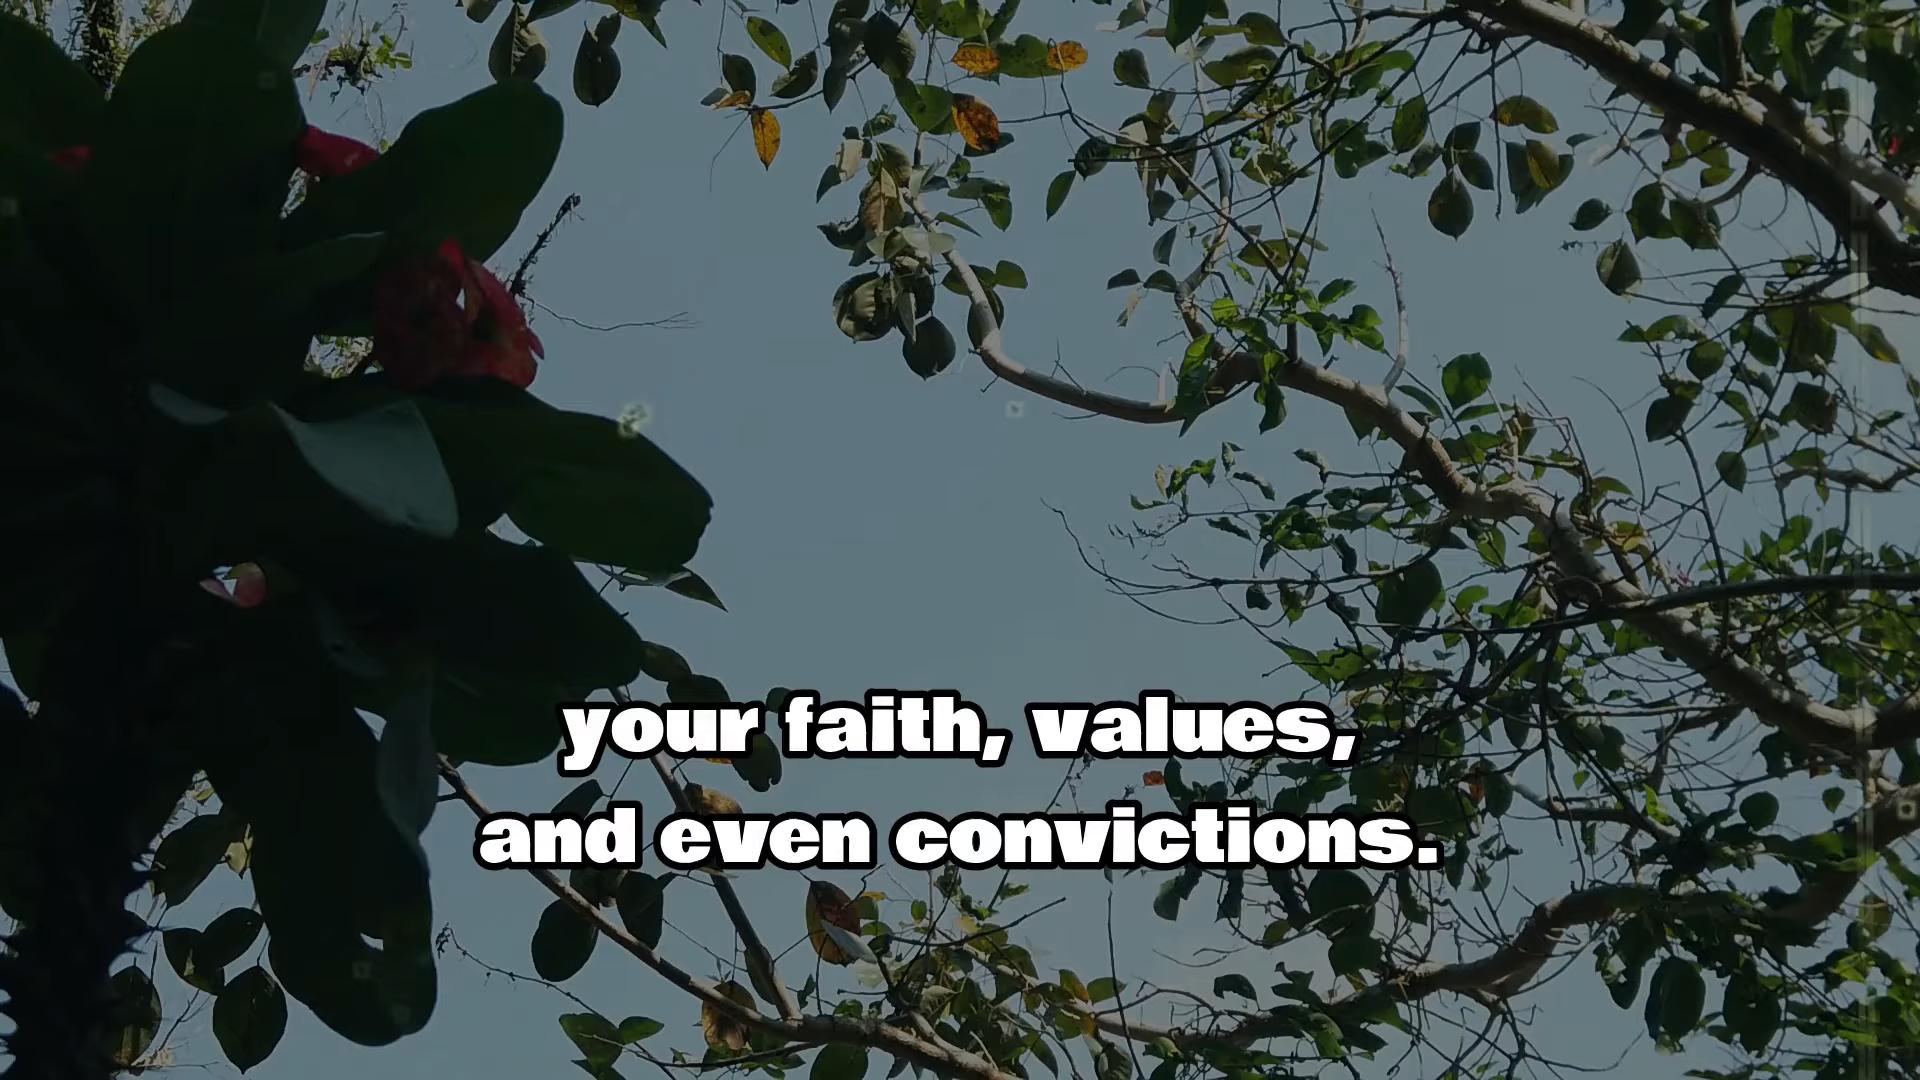 your faith, values,
and even convictions.